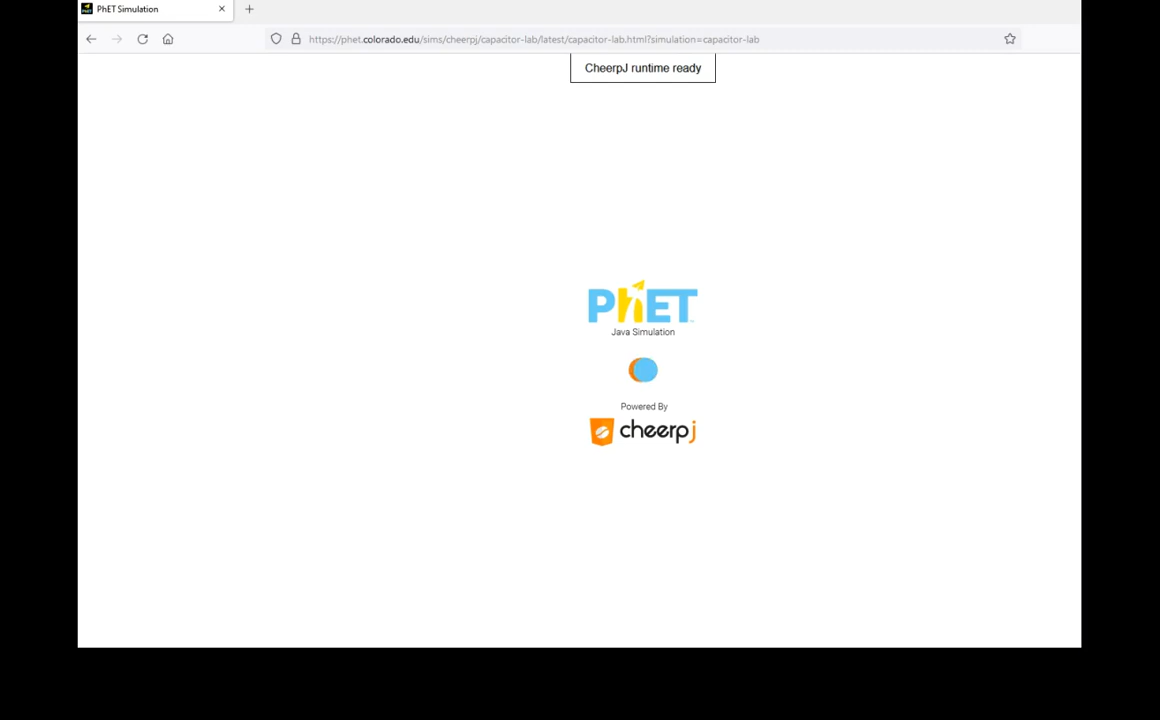 PhET Simulation
https://phet.colorado.edu/sims/cheerpj/capacitor-lab/latest/capacitor-lab.html?simulation=capacitor-lab
CheerpJ runtime ready
PhET
Java Simulation
Powered By
cheerpj